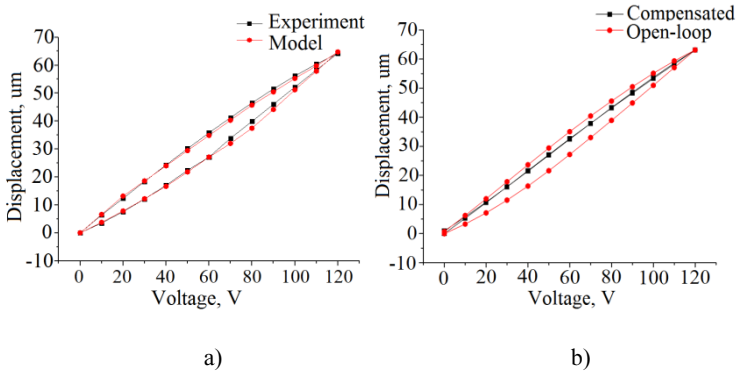 a)
Experiment
Model
Displacement, um
70
60
50
40
30
20
10
0
-10
0 20 40 60 80 100 120
Voltage, V
a)
b)
Compensated
Open-loop
Displacement, um
70
60
50
40
30
20
10
0
-10
0 20 40 60 80 100 120
Voltage, V
b)